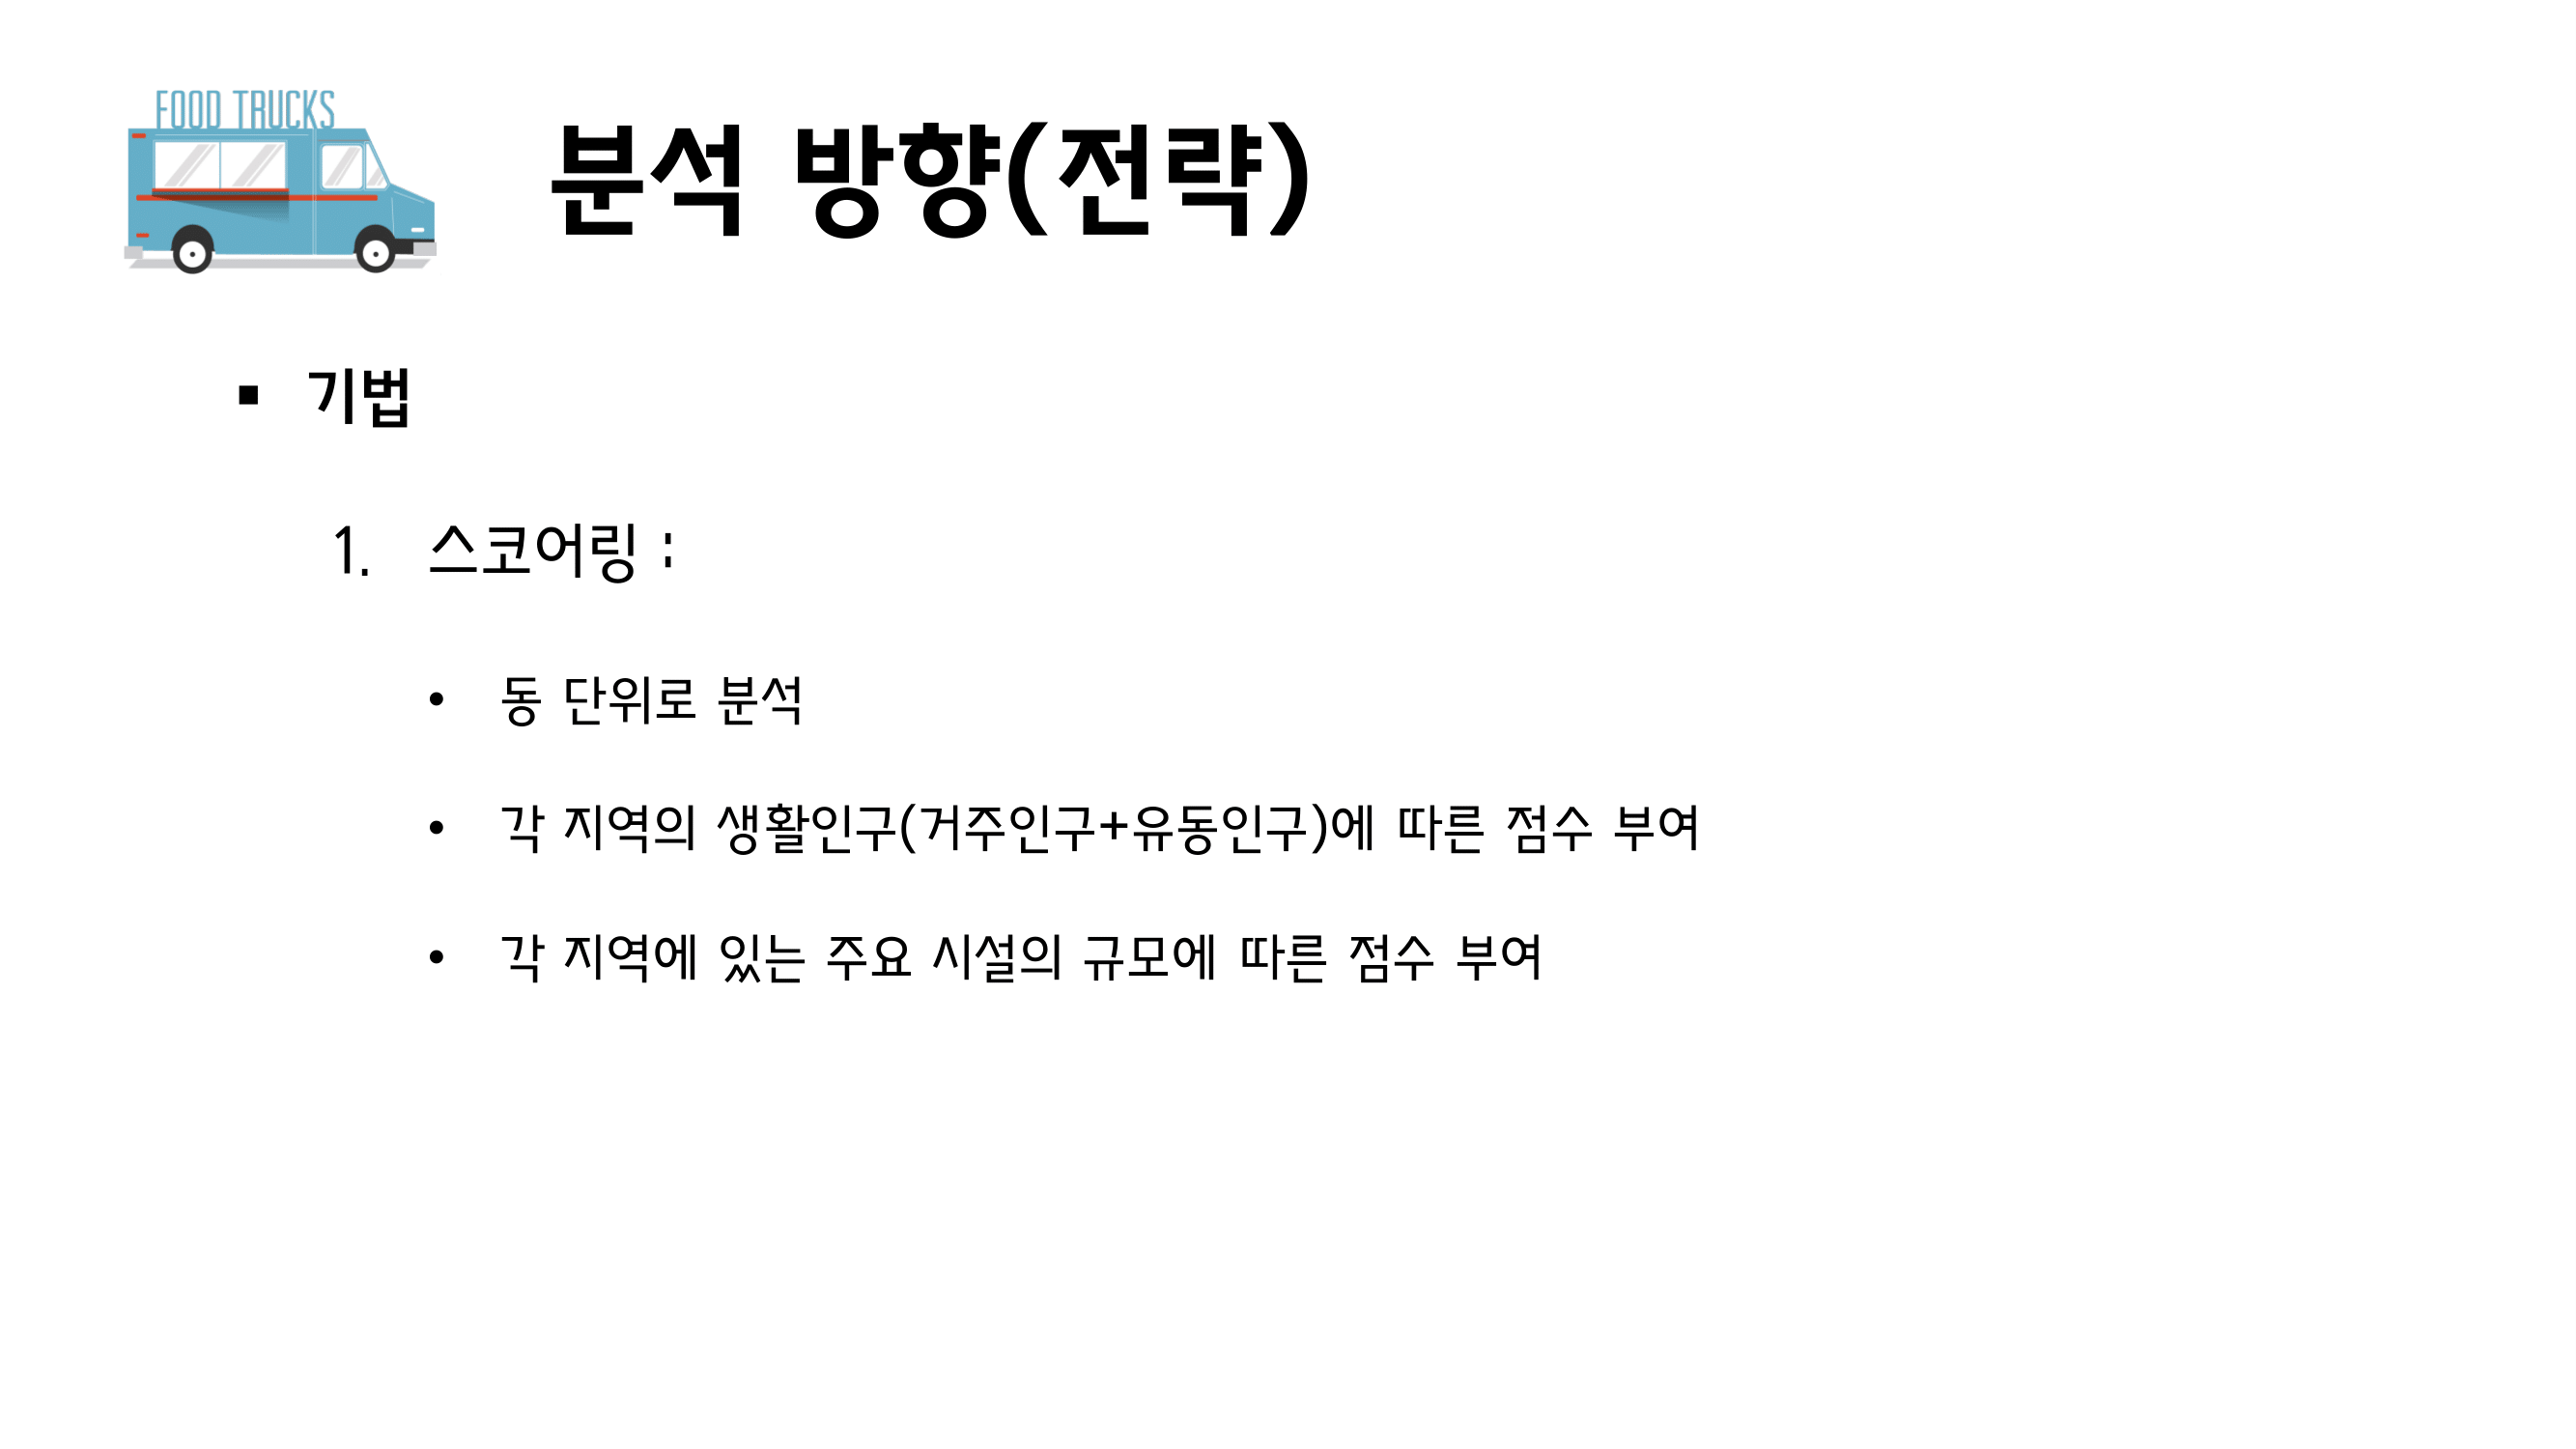 FOOD TRUCKS
분석 방향(전략)
▪ 기법
1. 스코어링 :
• 동 단위로 분석
• 각 지역의 생활인구(거주인구+유동인구)에 따른 점수 부여
• 각 지역에 있는 주요 시설의 규모에 따른 점수 부여